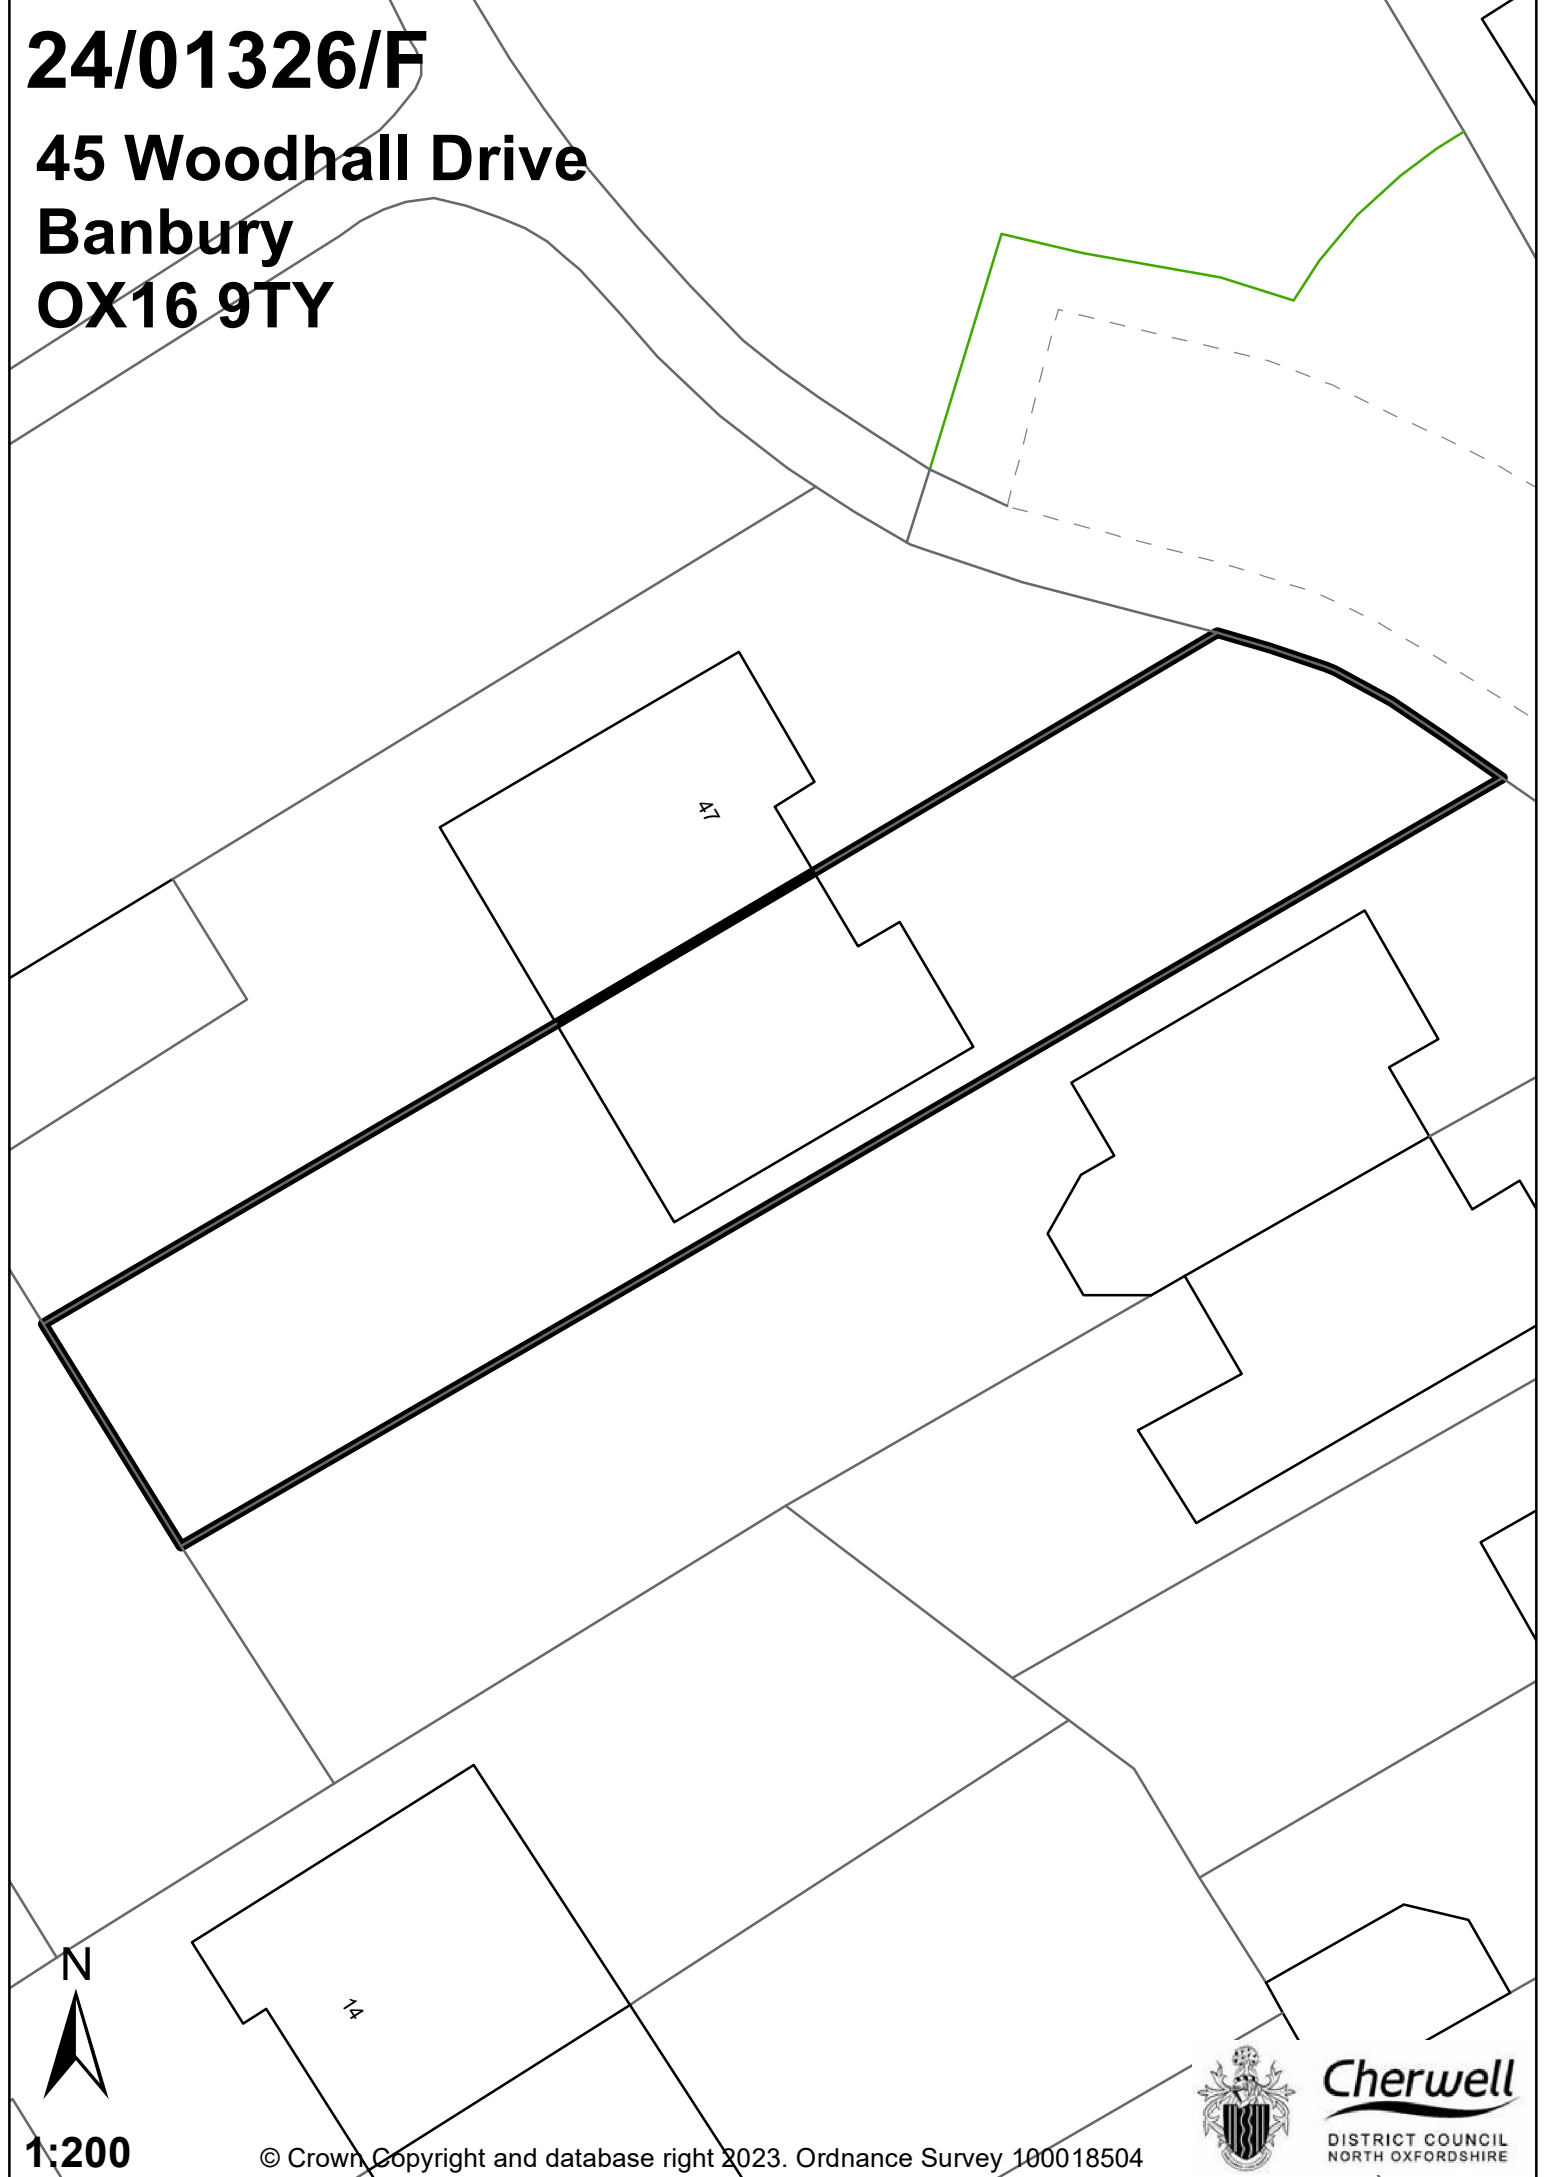 24/01326/F
45 Woodhall Drive
Banbury
OX16 9TY
47
14
N
1:200
© Crown Copyright and database right 2023. Ordnance Survey 100018504
Cherwell
DISTRICT COUNCIL
NORTH OXFORDSHIRE